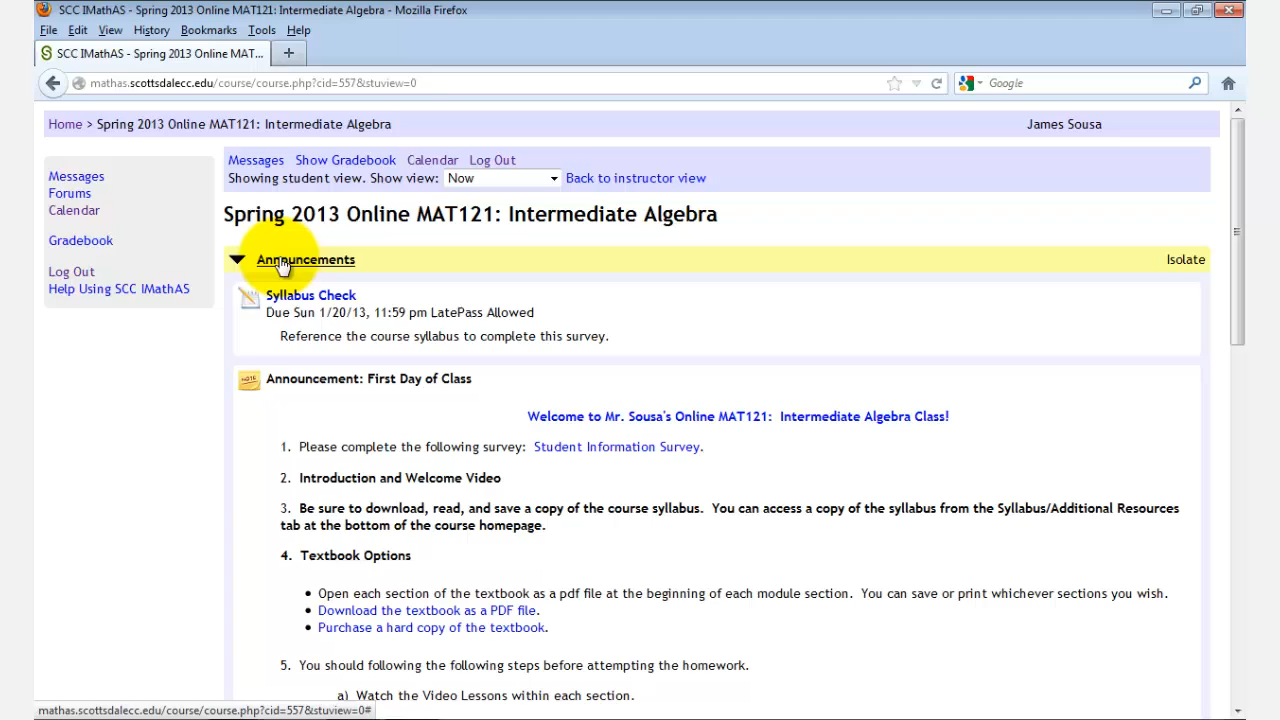 SCC IMathAS - Spring 2013 Online MAT121: Intermediate Algebra - Mozilla Firefox
File Edit View History Bookmarks Tools Help
SCC IMathAS - Spring 2013 Online MAT...
mathas.scottsdalecc.edu/course/course.php?cid=557&stuview=0
Google
Home > Spring 2013 Online MAT121: Intermediate Algebra
James Sousa
Messages
Forums
Calendar
Gradebook
Log Out
Help Using SCC IMathAS
Messages Show Gradebook Calendar Log Out
Showing student view. Show view: Now Back to instructor view
Spring 2013 Online MAT121: Intermediate Algebra
Announcements
Isolate
Syllabus Check
Due Sun 1/20/13, 11:59 pm LatePass Allowed
Reference the course syllabus to complete this survey.
NOTE
Announcement: First Day of Class
Welcome to Mr. Sousa's Online MAT121: Intermediate Algebra Class!
1. Please complete the following survey: Student Information Survey.
2. Introduction and Welcome Video
3. Be sure to download, read, and save a copy of the course syllabus. You can access a copy of the syllabus from the Syllabus/Additional Resources
tab at the bottom of the course homepage.
4. Textbook Options
• Open each section of the textbook as a pdf file at the beginning of each module section. You can save or print whichever sections you wish.
• Download the textbook as a PDF file.
• Purchase a hard copy of the textbook.
5. You should following the following steps before attempting the homework.
a) Watch the Video Lessons within each section.
mathas.scottsdalecc.edu/course/course.php?cid=557&stuview=0#